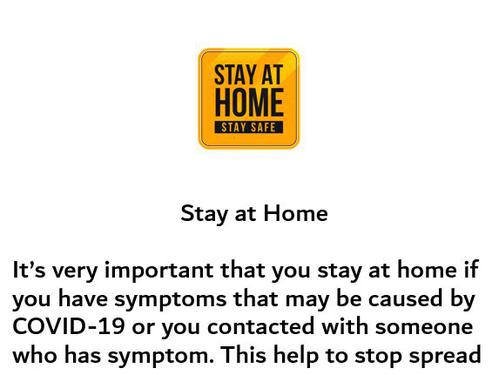 STAY AT
HOME
STAY SAFE
Stay at Home
It’s very important that you stay at home if
you have symptoms that may be caused by
COVID-19 or you contacted with someone
who has symptom. This help to stop spread